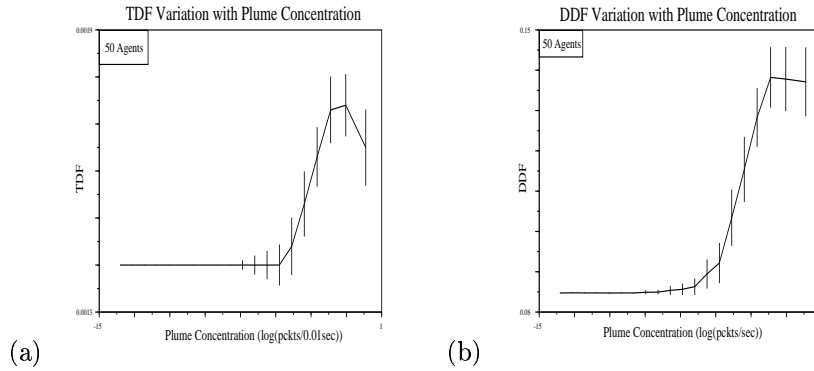 TDF Variation with Plume Concentration
0.0019
50 Agents
TDF
0.0013
-15
1
Plume Concentration (log(pckts/0.01sec))
(a)
DDF Variation with Plume Concentration
0.15
50 Agents
DDF
0.08
-15
Plume Concentration (log(pckts/sec))
(b)